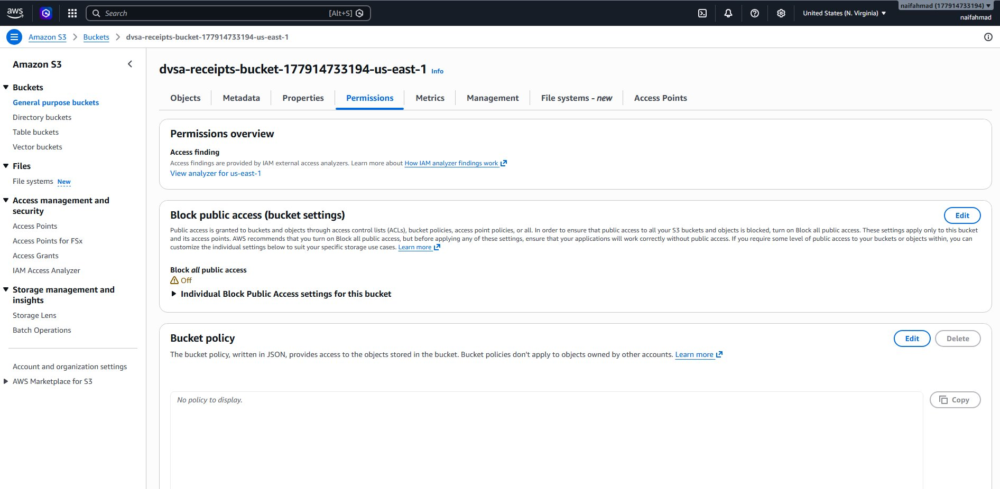 aws
Search
[Alt+S]
United States (N. Virginia)
naifahmad (177914733194)
naifahmad
Amazon S3
Buckets
dvsa-receipts-bucket-177914733194-us-east-1
Amazon S3
Buckets
General purpose buckets
Directory buckets
Table buckets
Vector buckets
Files
File systems New
Access management and
security
Access Points
Access Points for FSx
Access Grants
IAM Access Analyzer
Storage management and
insights
Storage Lens
Batch Operations
Account and organization settings
AWS Marketplace for S3
dvsa-receipts-bucket-177914733194-us-east-1 Info
Objects
Metadata
Properties
Permissions
Metrics
Management
File systems - new
Access Points
Permissions overview
Access finding
Access findings are provided by IAM external access analyzers. Learn more about How IAM analyzer findings work
View analyzer for us-east-1
Block public access (bucket settings)
Edit
Public access is granted to buckets and objects through access control lists (ACLs), bucket policies, access point policies, or all. In order to ensure that public access to all your S3 buckets and objects is blocked, turn on Block all public access. These settings apply only to this bucket
and its access points. AWS recommends that you turn on Block all public access, but before applying any of these settings, ensure that your applications will work correctly without public access. If you require some level of public access to your buckets or objects within, you can
customize the individual settings below to suit your specific storage use cases. Learn more
Block all public access
Off
Individual Block Public Access settings for this bucket
Bucket policy
Edit
Delete
The bucket policy, written in JSON, provides access to the objects stored in the bucket. Bucket policies don't apply to objects owned by other accounts. Learn more
No policy to display.
Copy